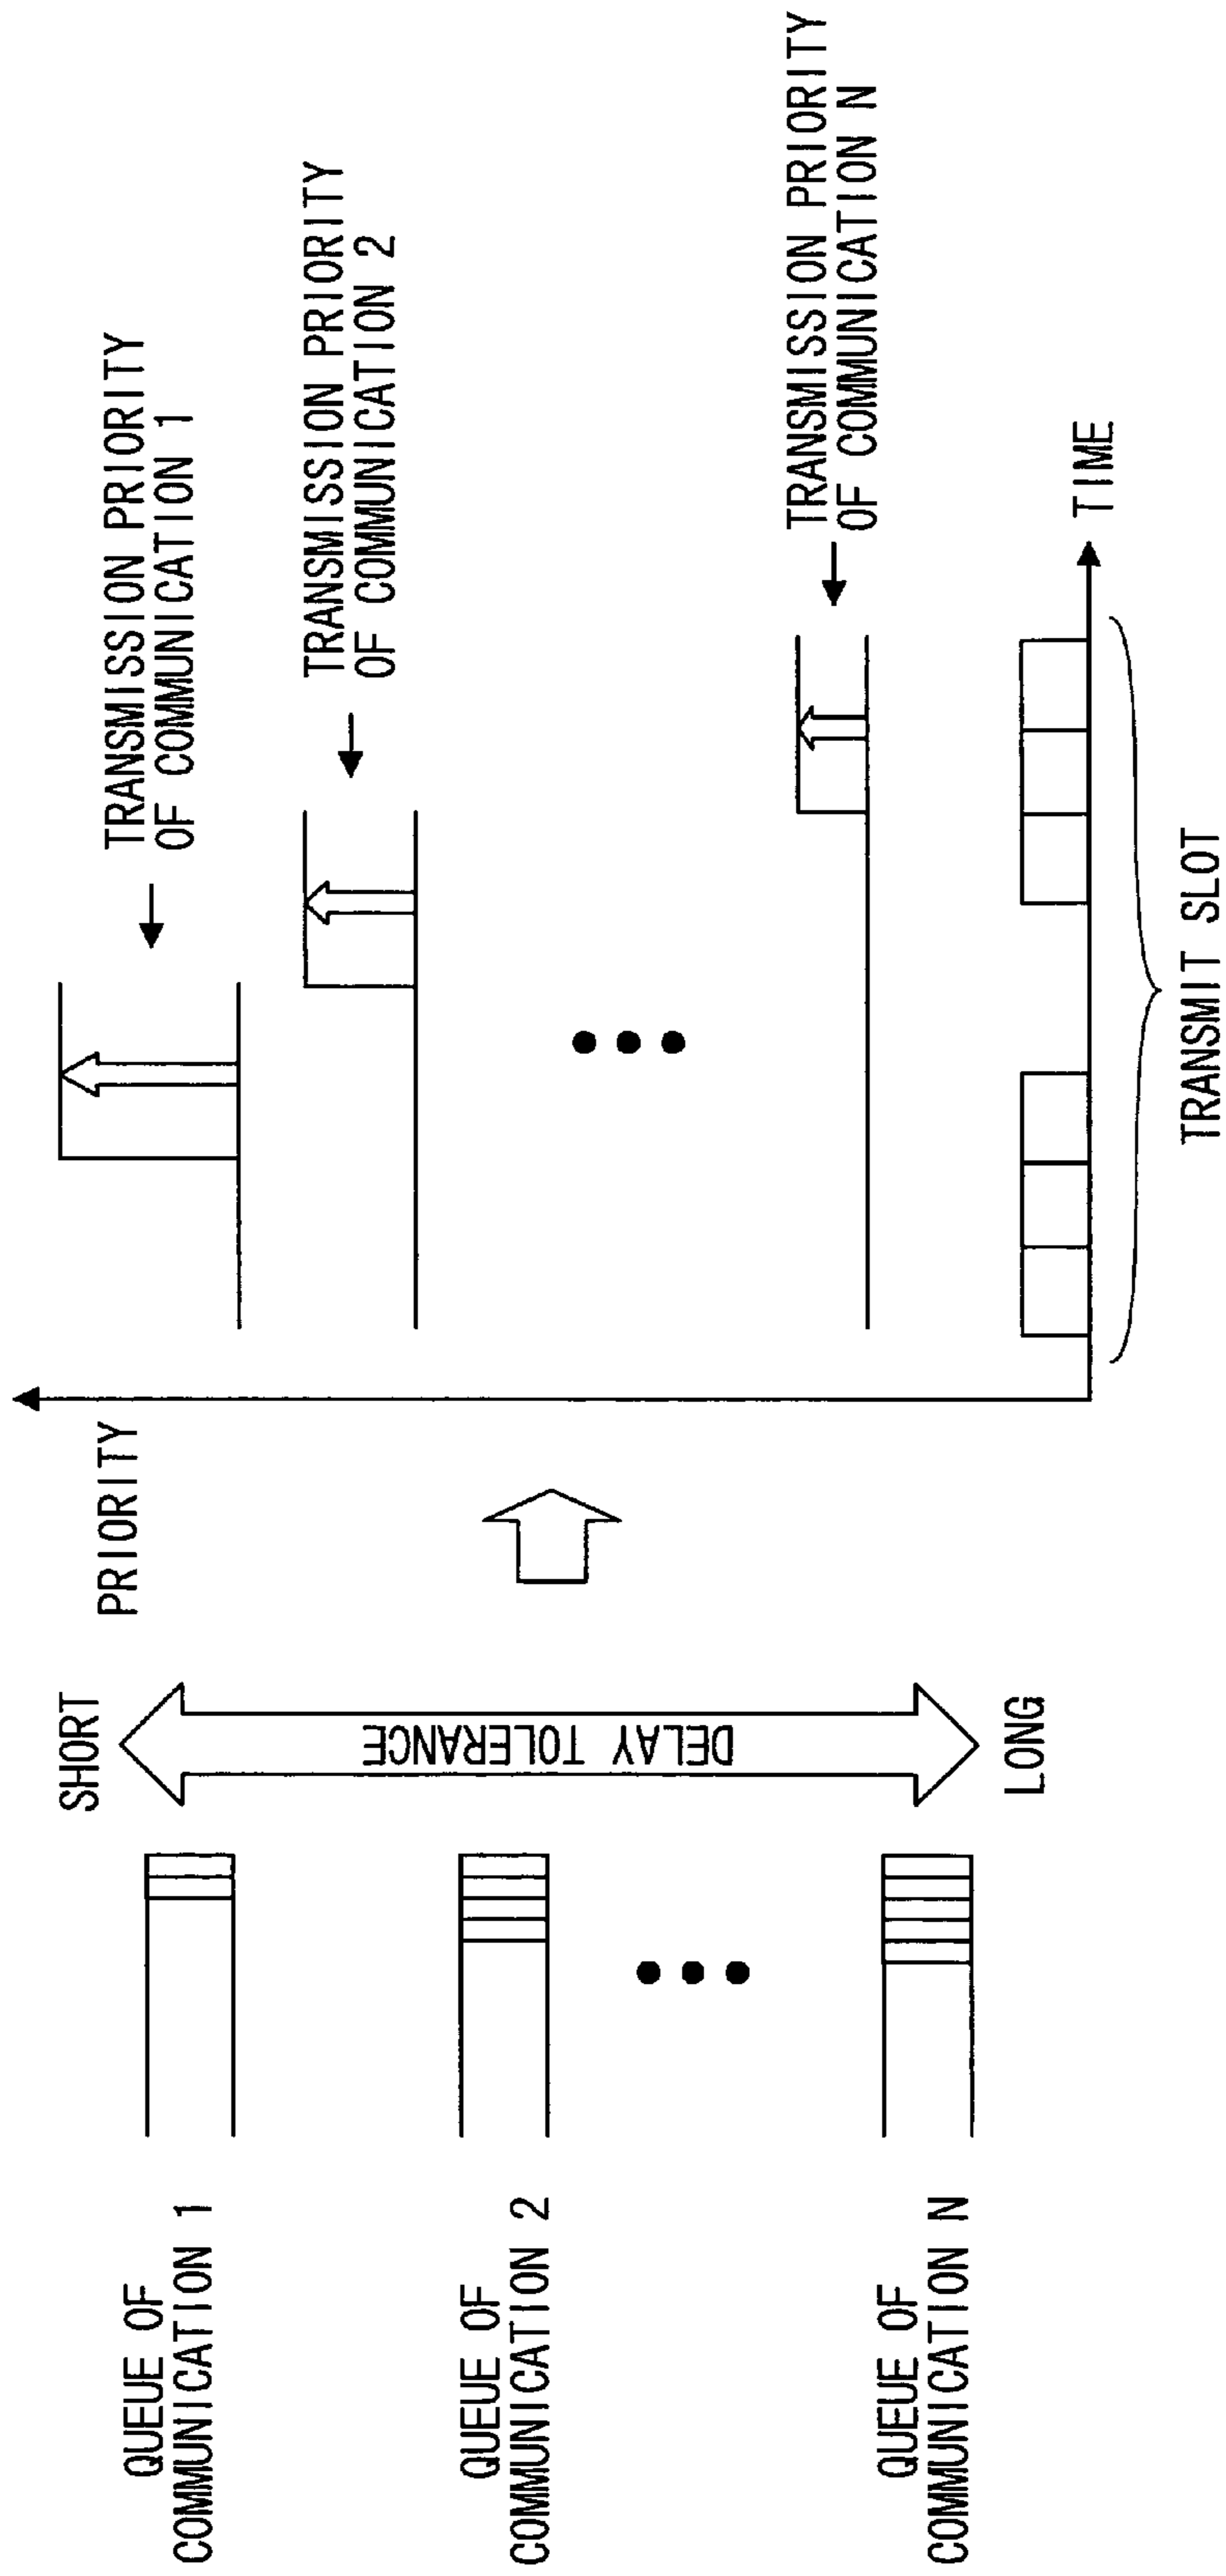 QUEUE OF
COMMUNICATION 1
QUEUE OF
COMMUNICATION 2
QUEUE OF
COMMUNICATION N
SHORT
DELAY TOLERANCE
LONG
PRIORITY
TRANSMISSION PRIORITY
OF COMMUNICATION 1
TRANSMISSION PRIORITY
OF COMMUNICATION 2
TRANSMISSION PRIORITY
OF COMMUNICATION N
TIME
TRANSMIT SLOT